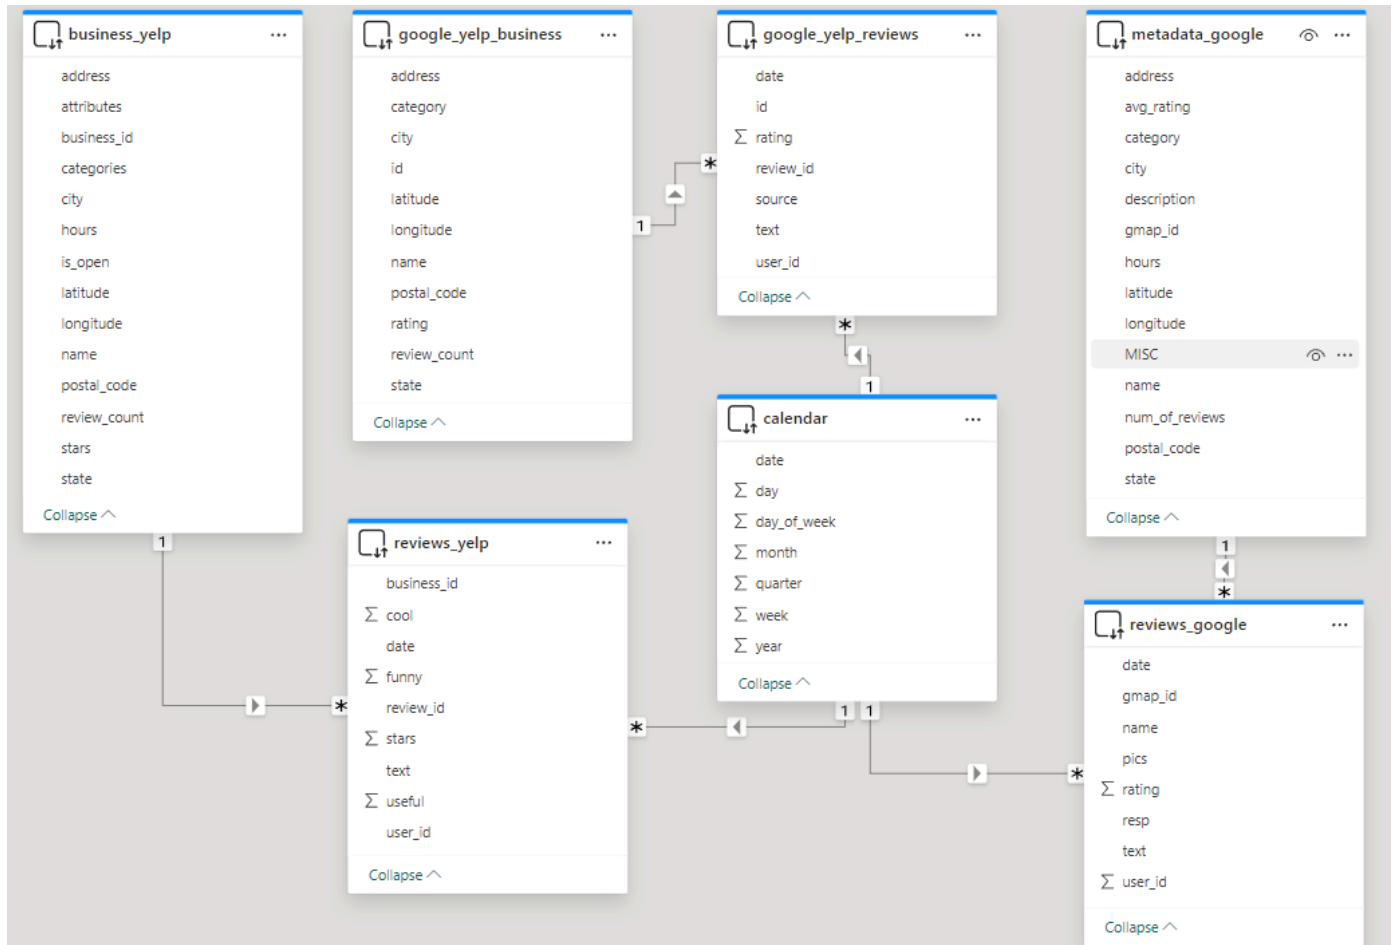 business_yelp
address
attributes
business_id
categories
city
hours
is_open
latitude
longitude
name
postal_code
review_count
stars
state
Collapse
1
google_yelp_business
address
category
city
id
latitude
longitude
name
postal_code
rating
review_count
state
Collapse
1
*
google_yelp_reviews
date
id
Σ rating
review_id
source
text
user_id
Collapse
*
1
metadata_google
address
avg_rating
category
city
description
gmap_id
hours
latitude
longitude
MISC
name
num_of_reviews
postal_code
state
Collapse
1
*
reviews_yelp
business_id
Σ cool
date
Σ funny
review_id
Σ stars
text
Σ useful
user_id
Collapse
*
*
calendar
date
Σ day
Σ day_of_week
Σ month
Σ quarter
Σ week
Σ year
Collapse
1 1
*
reviews_google
date
gmap_id
name
pics
Σ rating
resp
text
Σ user_id
Collapse